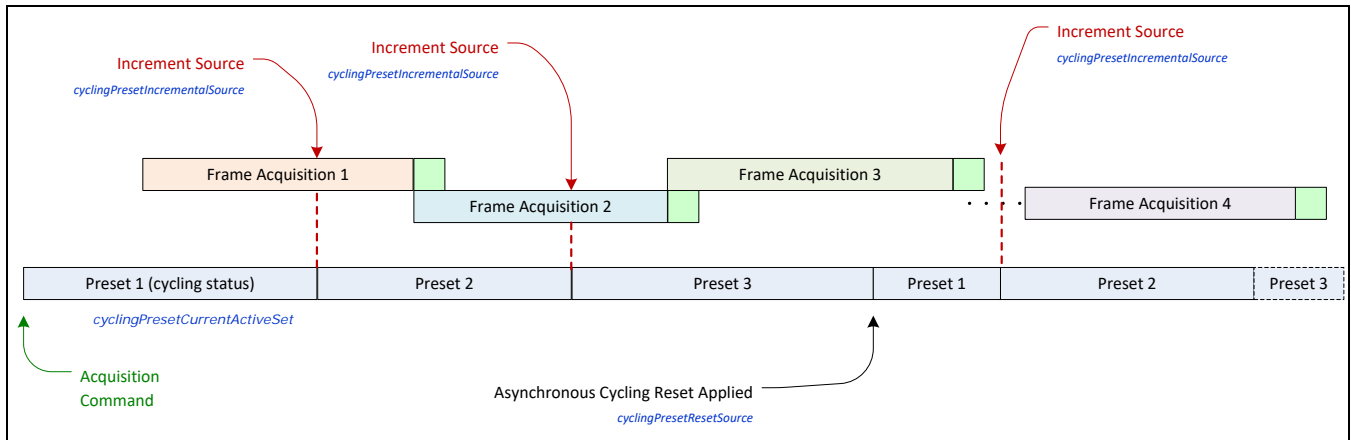 Increment Source
cyclingPresetIncrementalSource
Increment Source
cyclingPresetIncrementalSource
Increment Source
cyclingPresetIncrementalSource
Frame Acquisition 1
Frame Acquisition 3
Frame Acquisition 2
. . . . .
Frame Acquisition 4
Preset 1 (cycling status)
Preset 2
Preset 3
Preset 1
Preset 2
Preset 3
cyclingPresetCurrentActiveSet
Acquisition
Command
Asynchronous Cycling Reset Applied
cyclingPresetResetSource